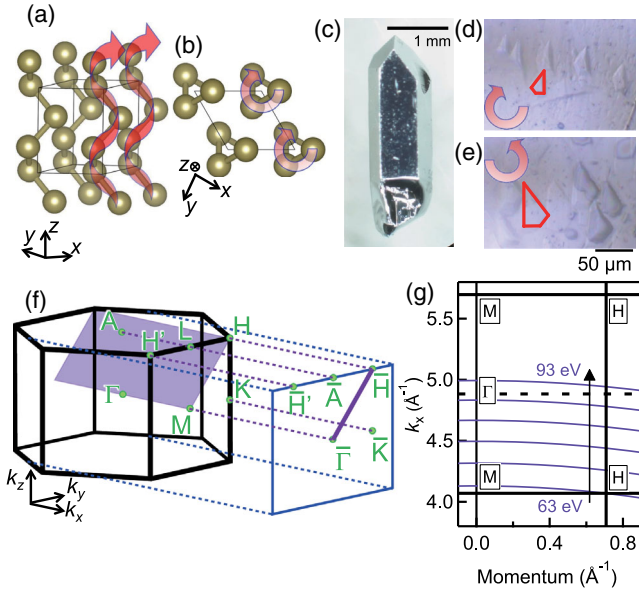 (a)
(b)
(c)
(d)
1 mm
z⊗
x
y
z
y
x
(e)
50 μm
(f)
(g)
A
H'
L
H
Γ
M
K
H̅'
A̅
H̅
Γ̅
K̅
k_z
k_y
k_x
M
H
5.5
93 eV
5.0
Γ
k_x (Å⁻¹)
4.5
M
H
4.0
63 eV
0.0
0.4
0.8
Momentum (Å⁻¹)